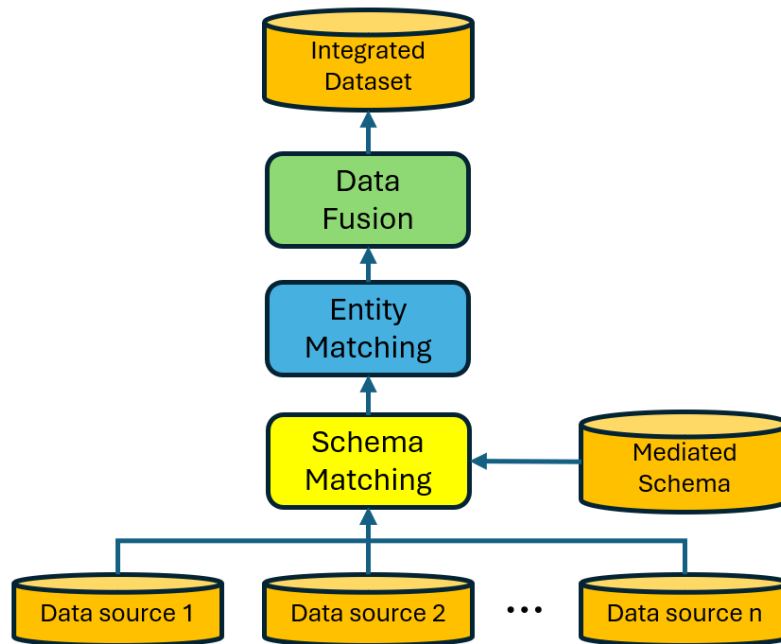 Integrated
Dataset
Data
Fusion
Entity
Matching
Schema
Matching
Mediated
Schema
Data source 1
Data source 2
...
Data source n